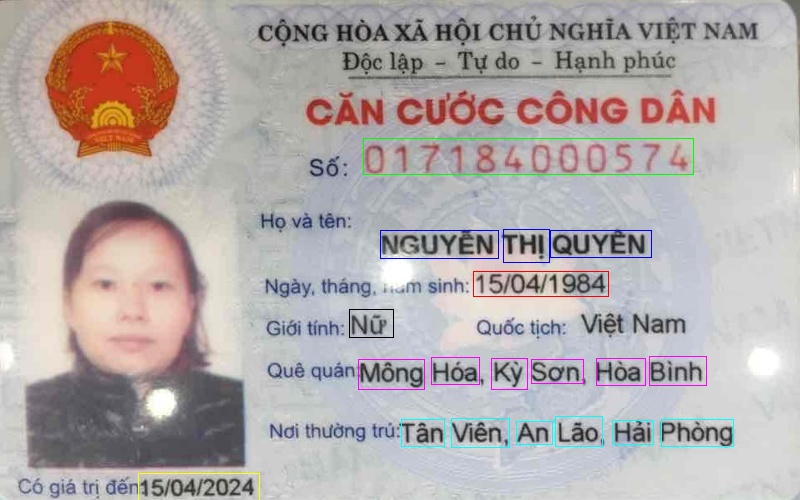 CỘNG HÒA XÃ HỘI CHỦ NGHĨA VIỆT NAM
Độc lập - Tự do - Hạnh phúc
CĂN CƯỚC CÔNG DÂN
Số: 017184000574
Họ và tên:
NGUYỄN THỊ QUYÊN
Ngày, tháng, năm sinh: 15/04/1984
Giới tính: Nữ Quốc tịch: Việt Nam
Quê quán: Mông Hóa, Kỳ Sơn, Hòa Bình
Nơi thường trú: Tân Viên, An Lão, Hải Phòng
Có giá trị đến 15/04/2024